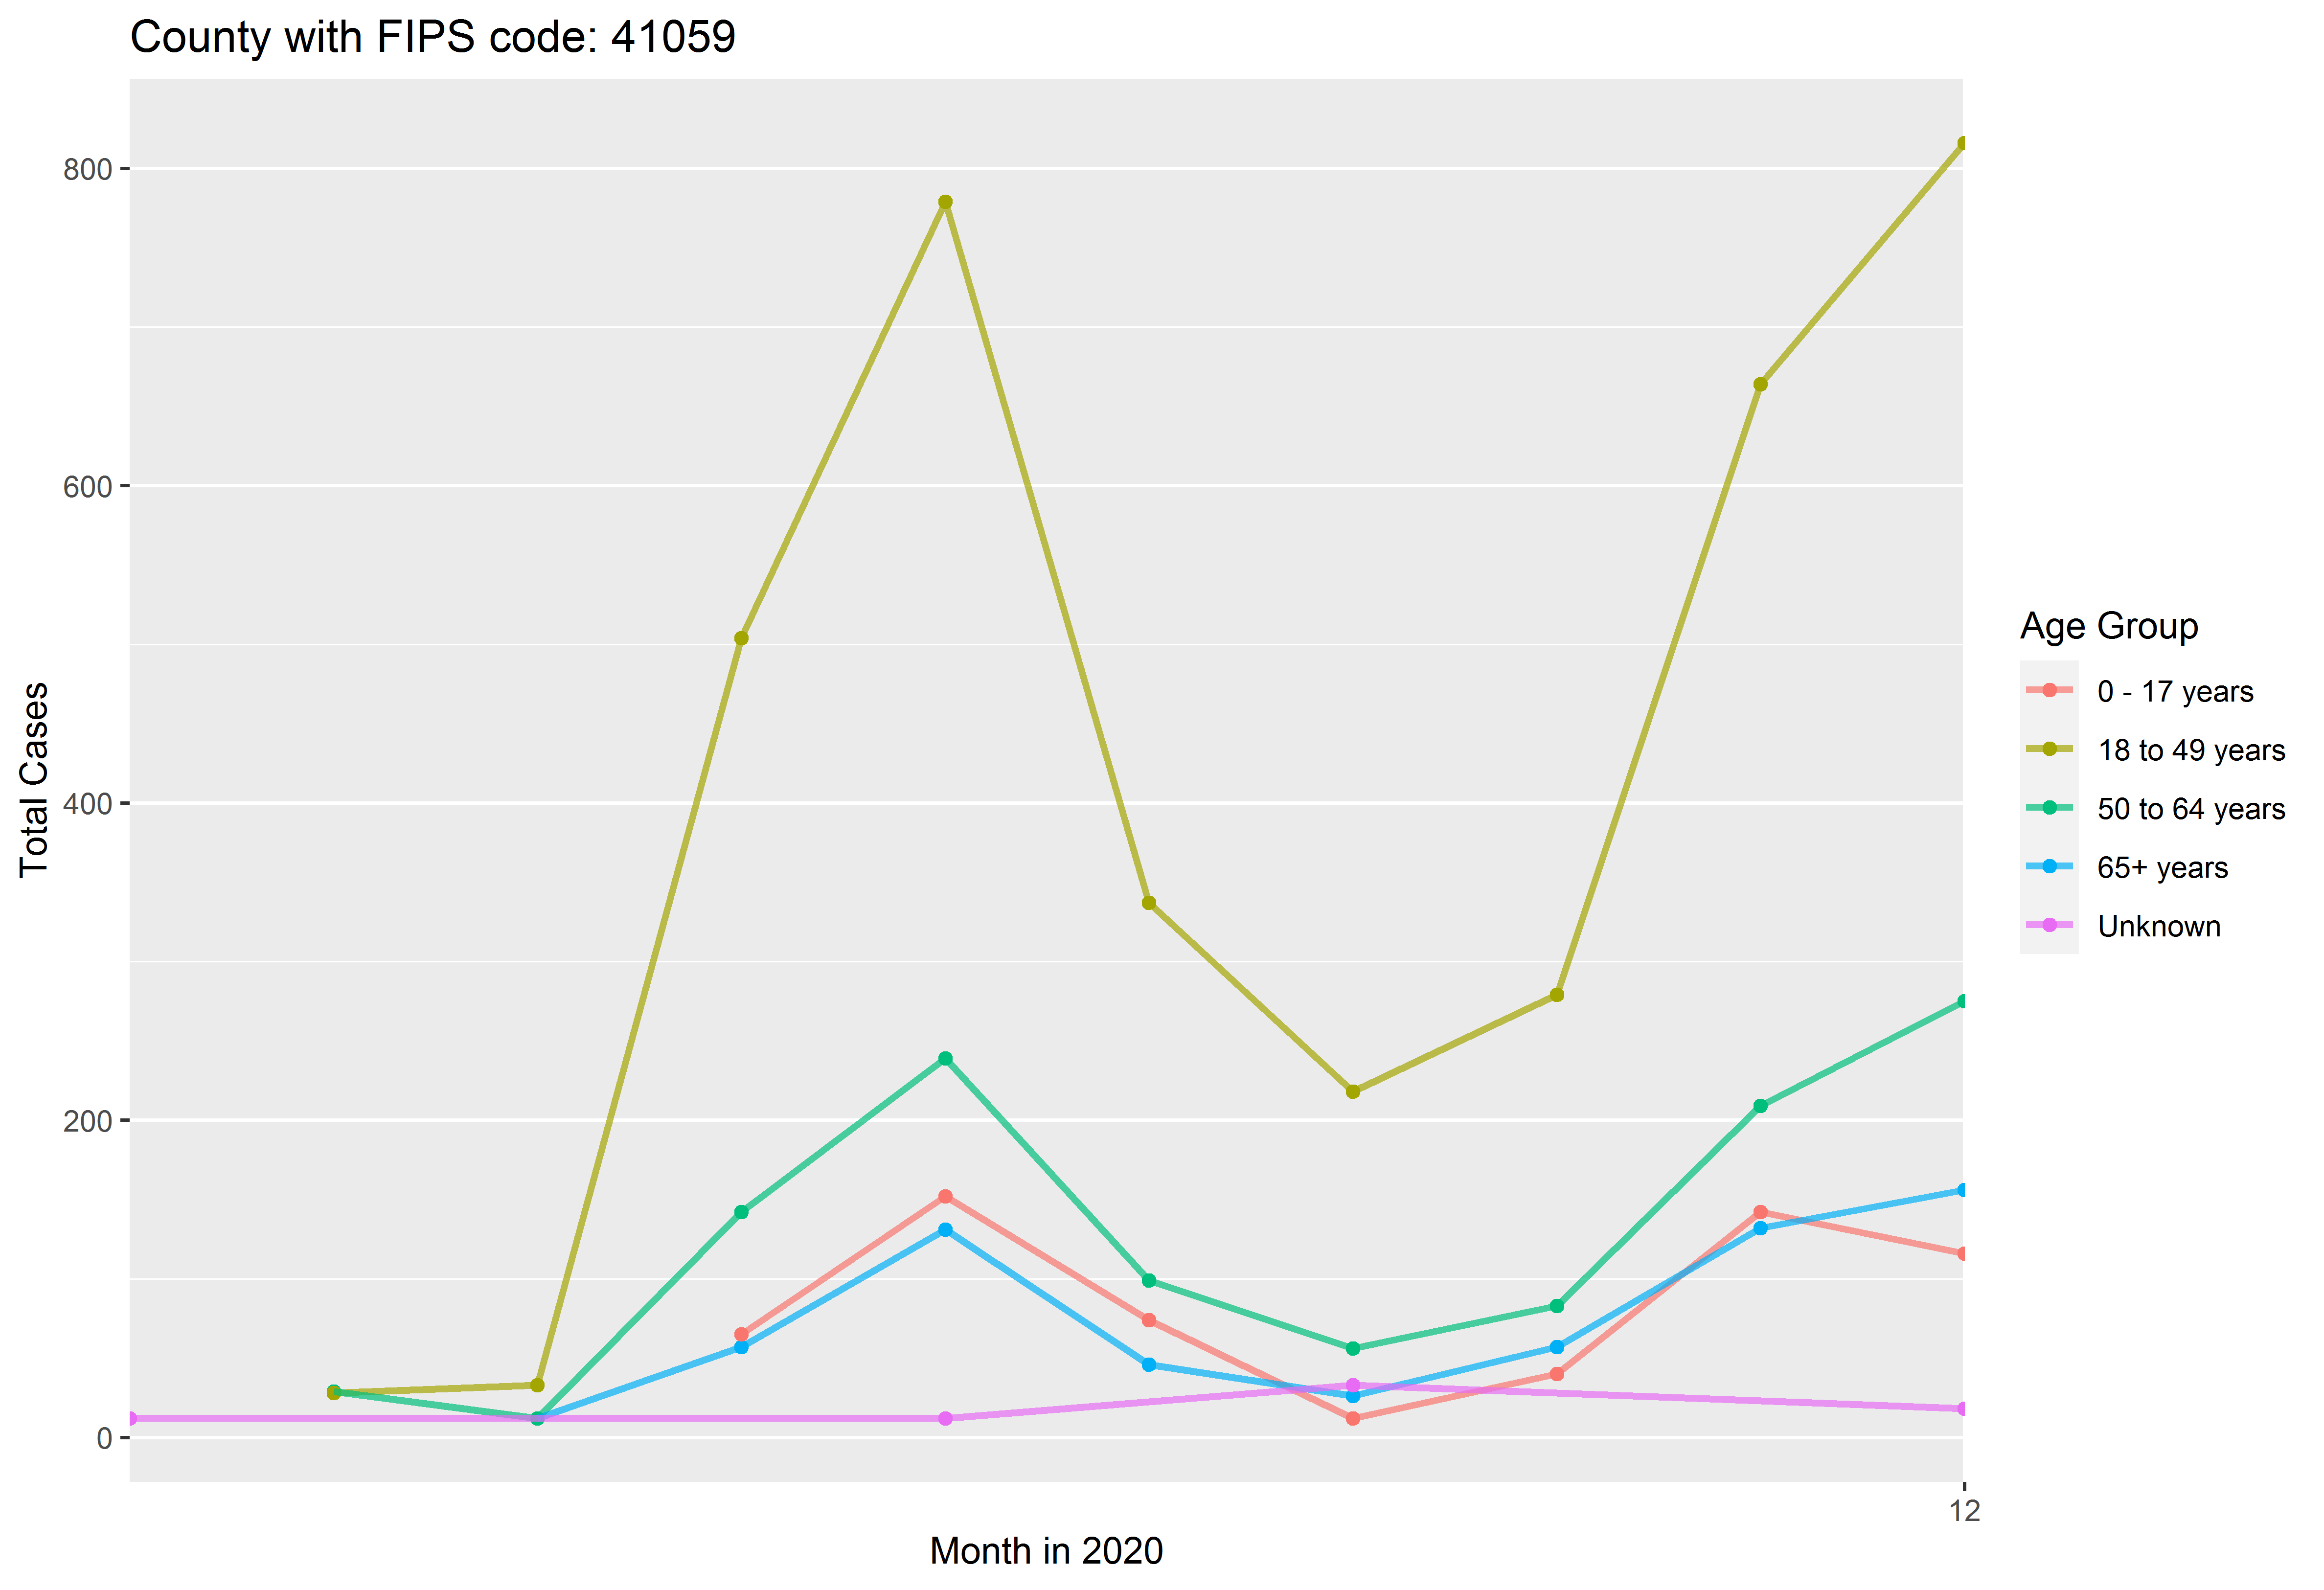 County with FIPS code: 41059
800
600
400
200
0
Total Cases
12
Month in 2020
Age Group
0 - 17 years
18 to 49 years
50 to 64 years
65+ years
Unknown